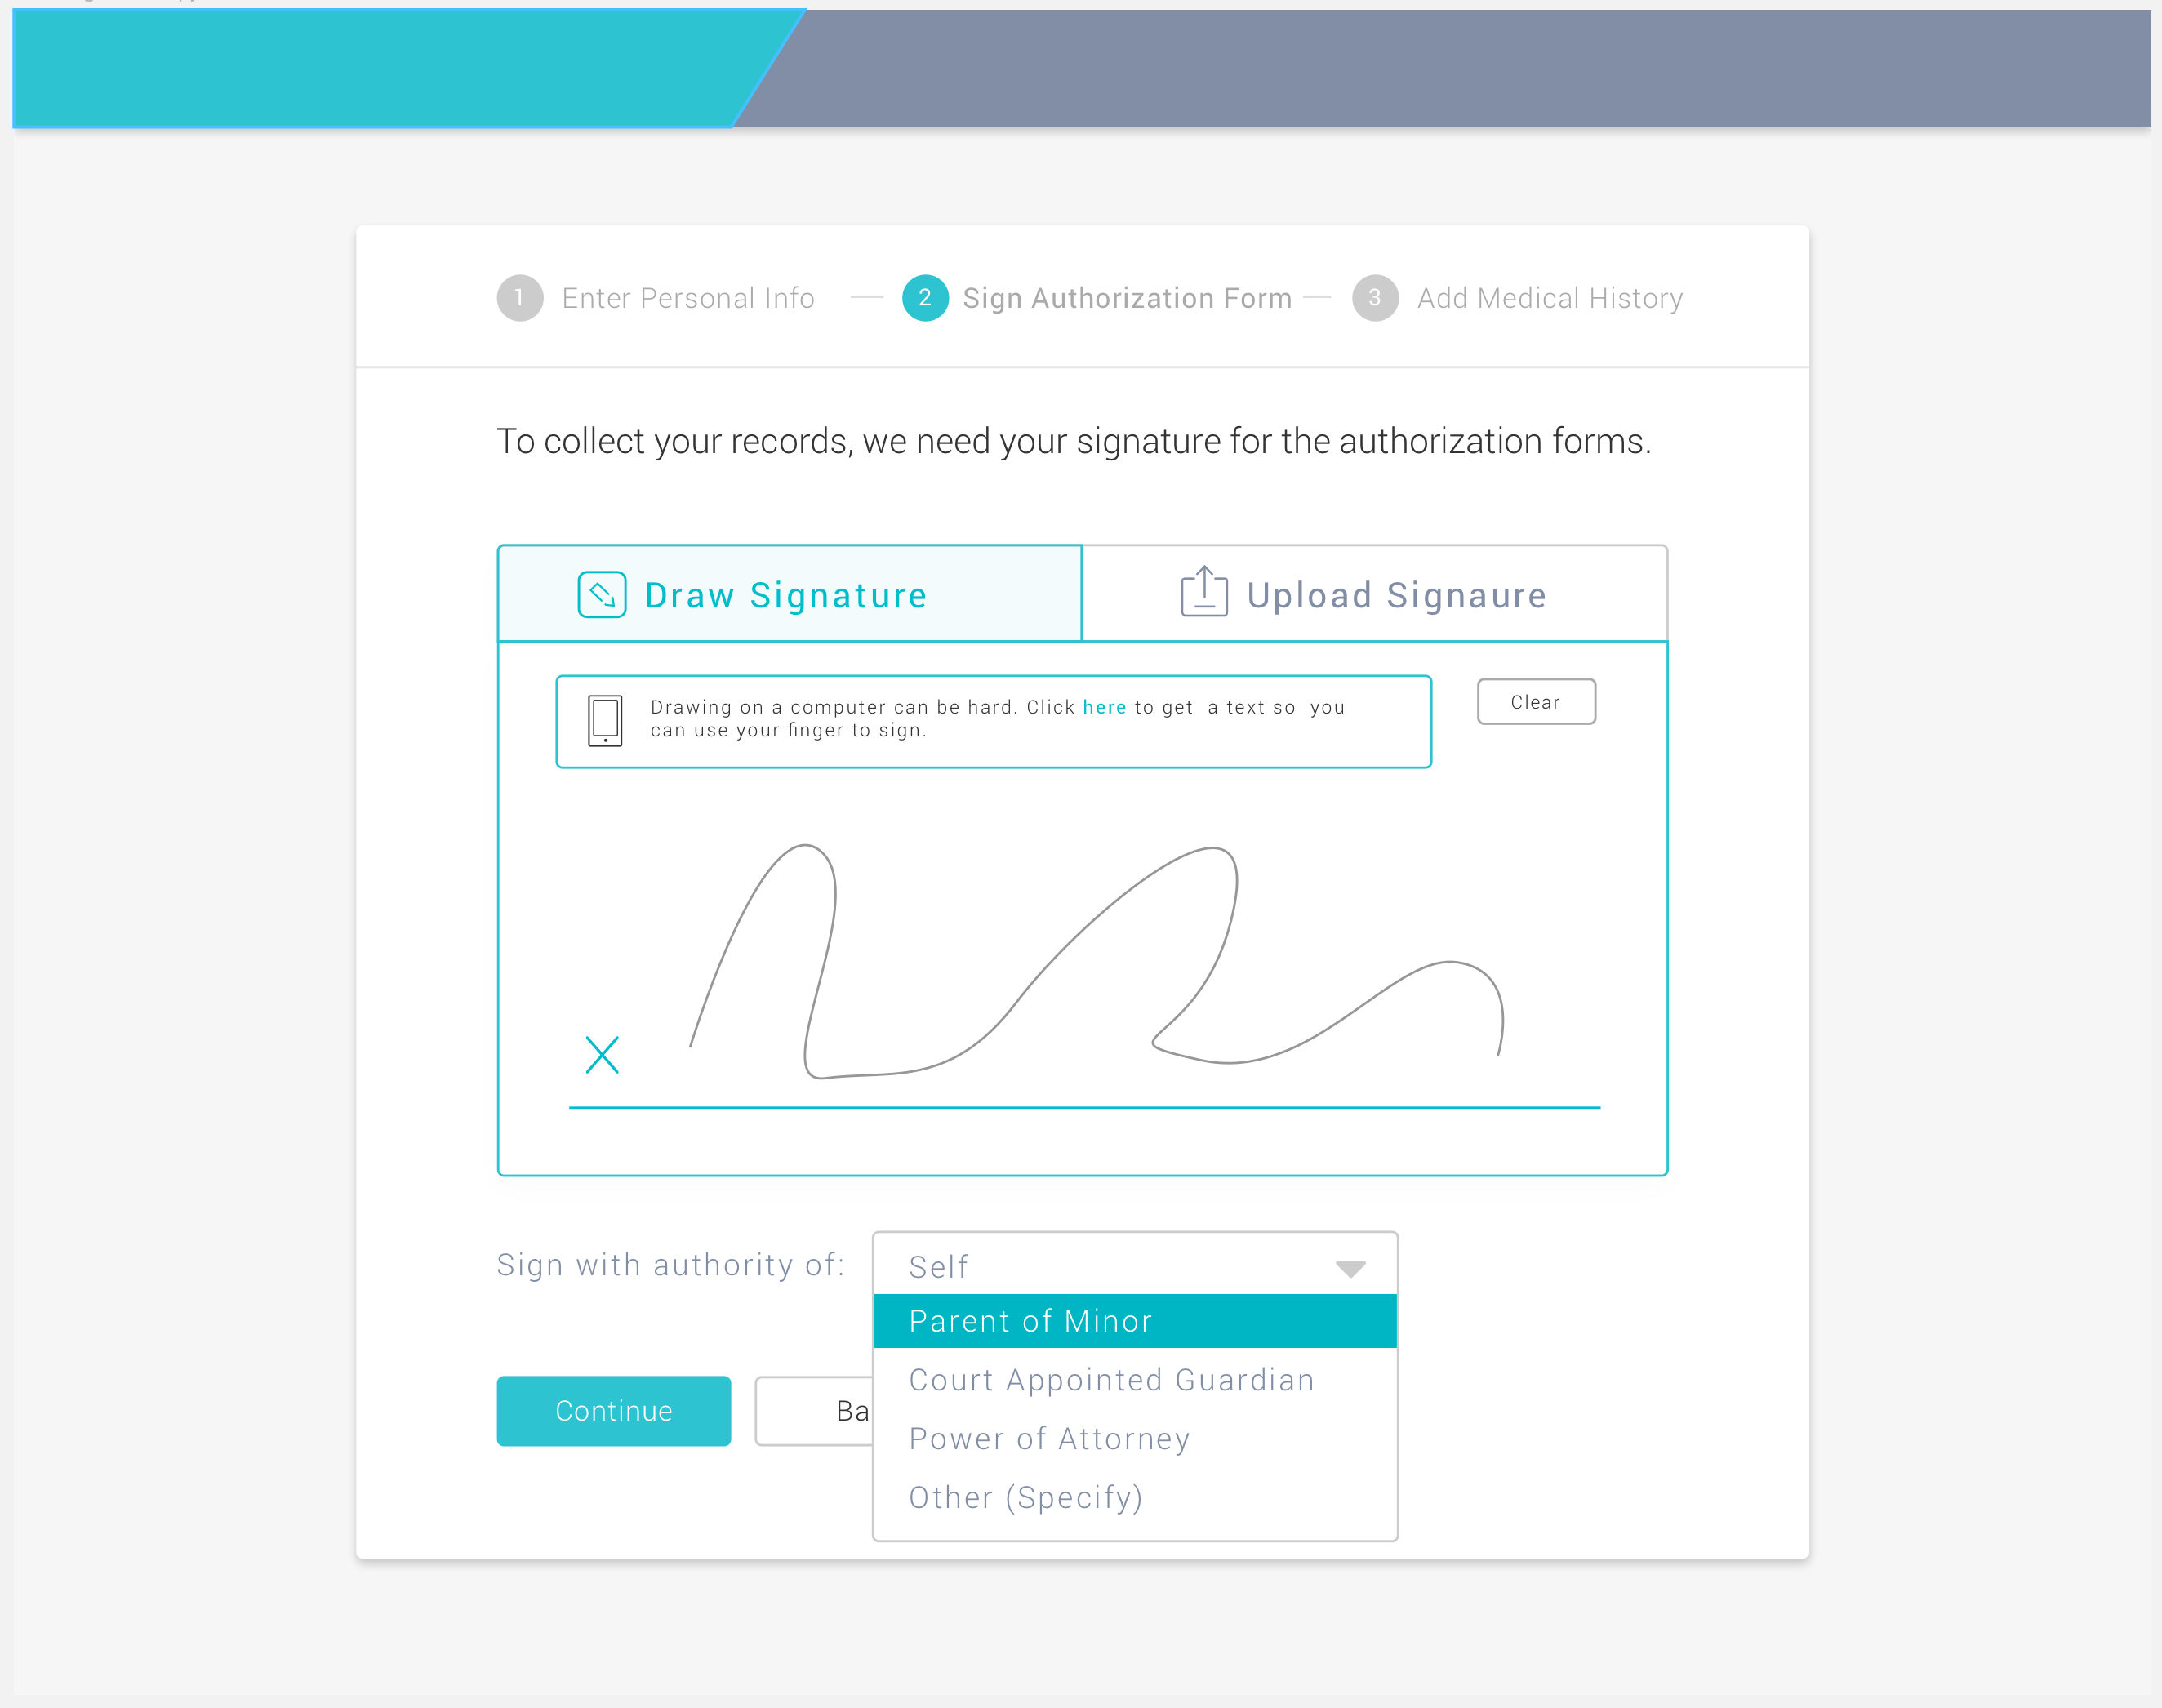 1 Enter Personal Info — 2 Sign Authorization Form — 3 Add Medical History
To collect your records, we need your signature for the authorization forms.
Draw Signature
Upload Signaure
Drawing on a computer can be hard. Click here to get a text so you
can use your finger to sign.
Clear
X
Sign with authority of:
Self
Parent of Minor
Court Appointed Guardian
Power of Attorney
Other (Specify)
Continue
Ba